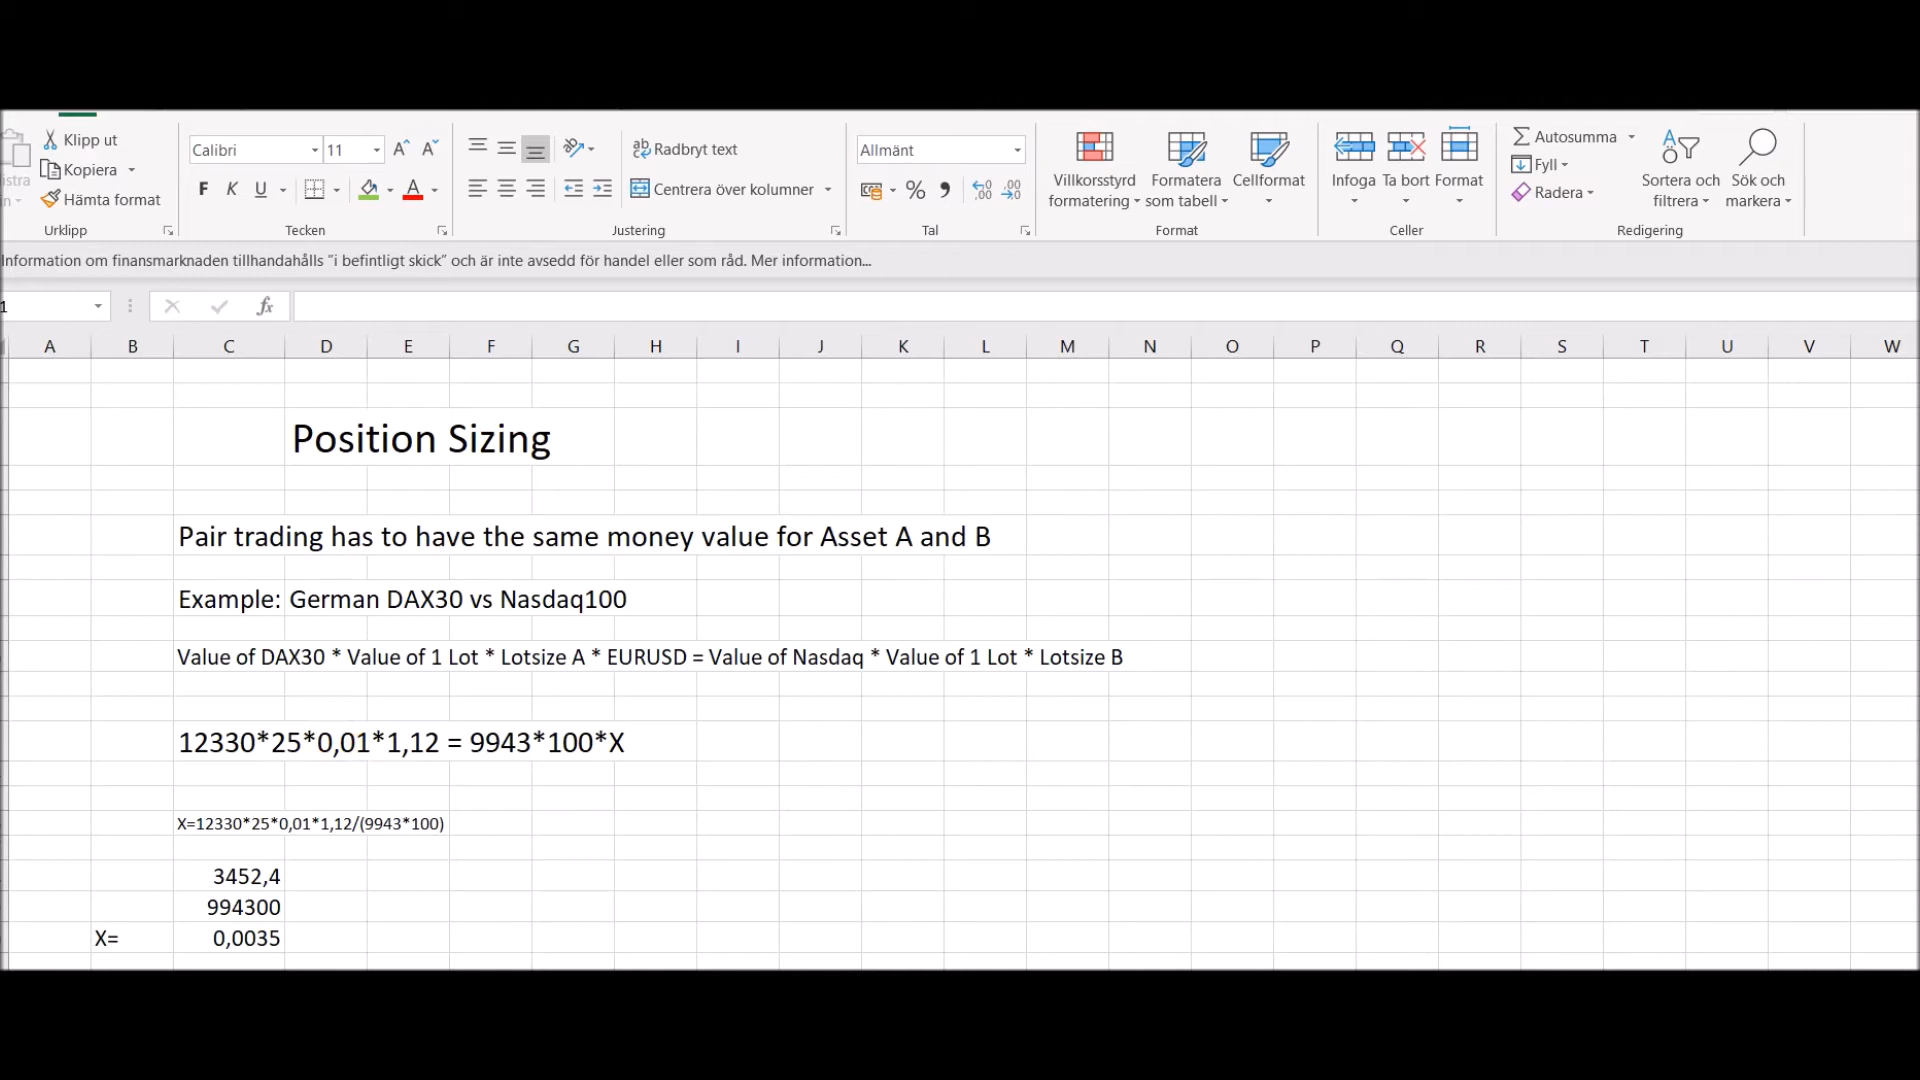 Klipp ut
Kopiera
Hämta format
Urklipp
Calibri
11
F K U
A
Tecken
Radbryt text
Centrera över kolumner
Justering
Allmänt
%
Tal
Villkorsstyrd formatering
Formatera som tabell
Cellformat
Format
Infoga
Ta bort
Format
Celler
Autosumma
Fyll
Radera
Sortera och filtrera
Sök och markera
Redigering
Information om finansmarknaden tillhandahålls "i befintligt skick" och är inte avsedd för handel eller som råd. Mer information...
1
fx
A B C D E F G H I J K L M N O P Q R S T U V W
Position Sizing
Pair trading has to have the same money value for Asset A and B
Example: German DAX30 vs Nasdaq100
Value of DAX30 * Value of 1 Lot * Lotsize A * EURUSD = Value of Nasdaq * Value of 1 Lot * Lotsize B
12330*25*0,01*1,12 = 9943*100*X
X=12330*25*0,01*1,12/(9943*100)
3452,4
994300
X= 0,0035